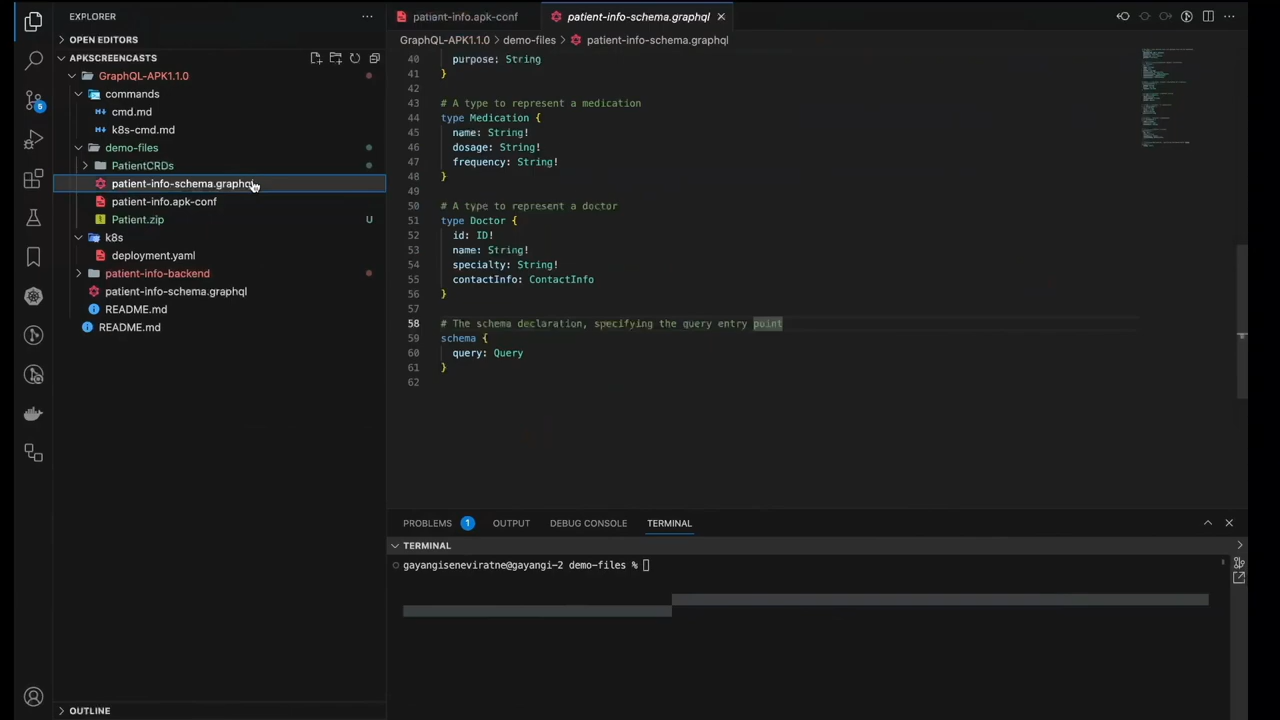 EXPLORER
OPEN EDITORS
APKSCREENCASTS
GraphQL-APK1.1.0
commands
cmd.md
k8s-cmd.md
demo-files
PatientCRDs
patient-info-schema.graphql
patient-info.apk-conf
Patient.zip U
k8s
deployment.yaml
patient-info-backend
patient-info-schema.graphql
README.md
README.md
OUTLINE
5
patient-info.apk-conf
patient-info-schema.graphql
GraphQL-APK1.1.0 > demo-files > patient-info-schema.graphql
40 purpose: String
41 }
42
43 # A type to represent a medication
44 type Medication {
45 name: String!
46 dosage: String!
47 frequency: String!
48 }
49
50 # A type to represent a doctor
51 type Doctor {
52 id: ID!
53 name: String!
54 specialty: String!
55 contactInfo: ContactInfo
56 }
57
58 # The schema declaration, specifying the query entry point
59 schema {
60 query: Query
61 }
62
PROBLEMS 1 OUTPUT DEBUG CONSOLE TERMINAL
TERMINAL
gayangiseneviratne@gayangi-2 demo-files %